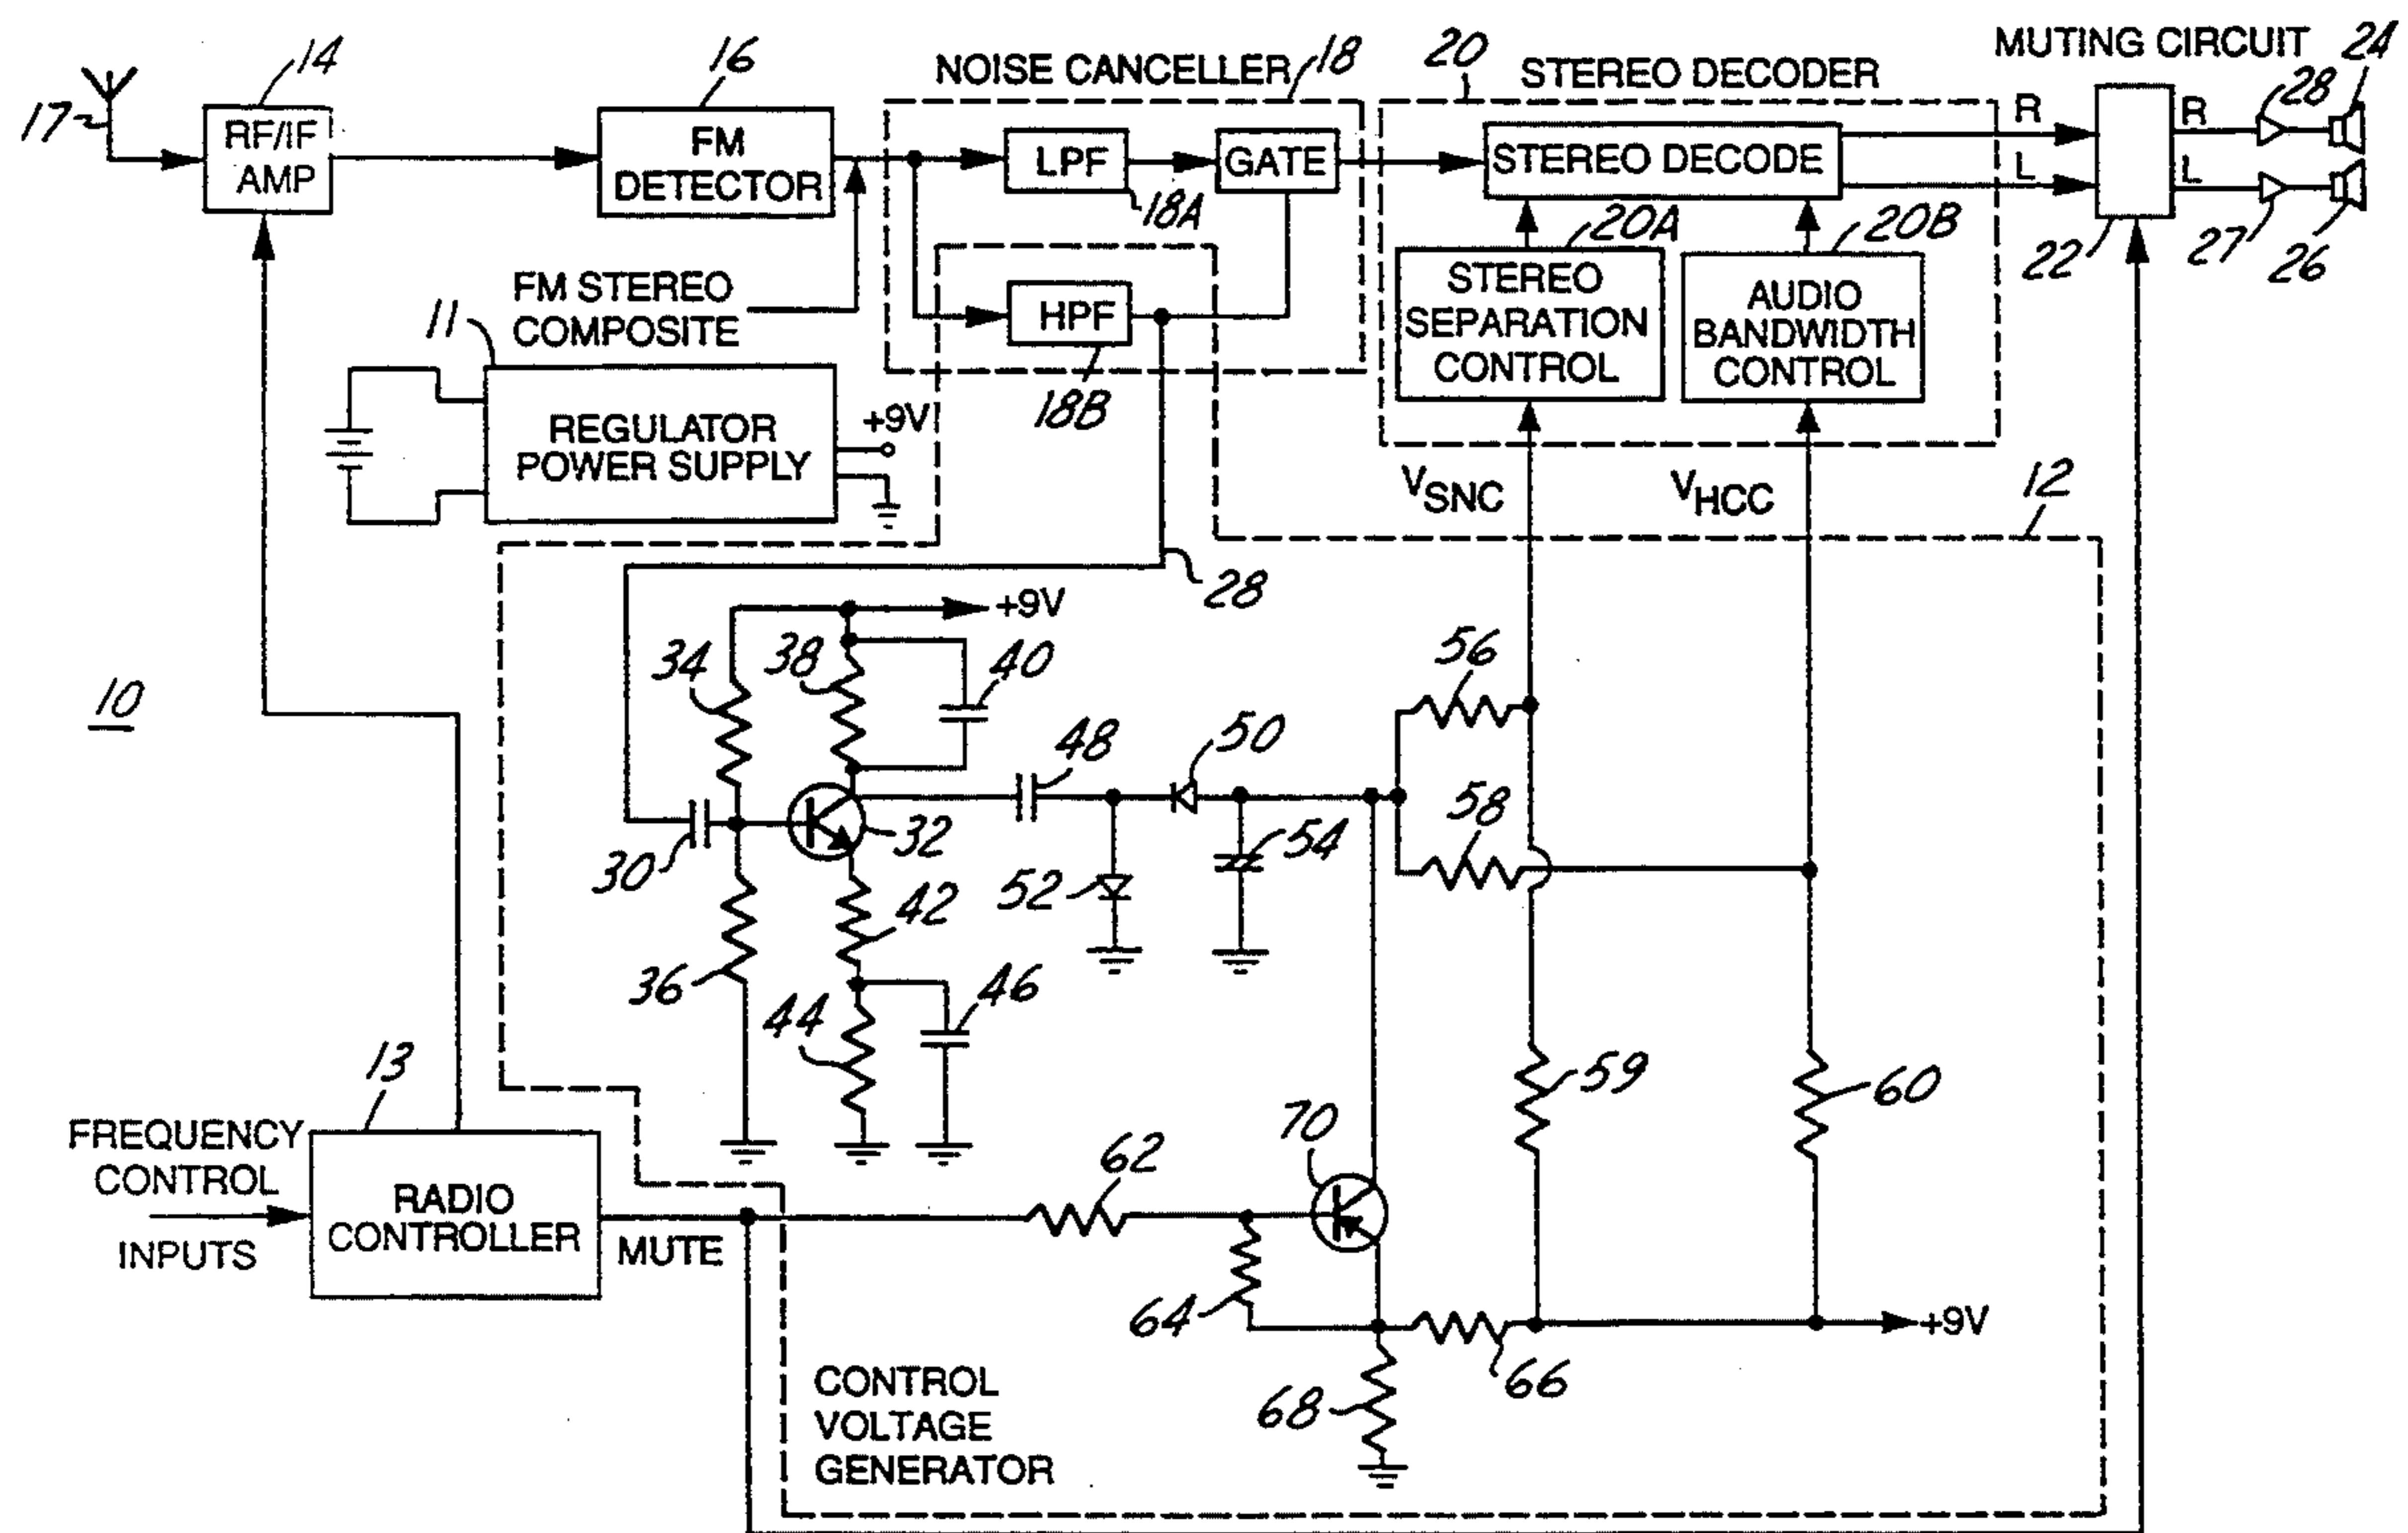 14
16
NOISE CANCELLER
18
20
STEREO DECODER
MUTING CIRCUIT
24
17
RF/IF
AMP
FM
DETECTOR
LPF
GATE
18A
STEREO DECODE
R
L
R
L
28
22
27
26
FM STEREO
COMPOSITE
HPF
18B
20A
STEREO
SEPARATION
CONTROL
20B
AUDIO
BANDWIDTH
CONTROL
11
REGULATOR
POWER SUPPLY
+9V
VSNC
VHCC
12
28
+9V
10
34
38
40
48
50
56
58
30
32
52
54
42
36
44
46
59
60
13
FREQUENCY
CONTROL
INPUTS
RADIO
CONTROLLER
MUTE
62
70
64
66
+9V
68
CONTROL
VOLTAGE
GENERATOR